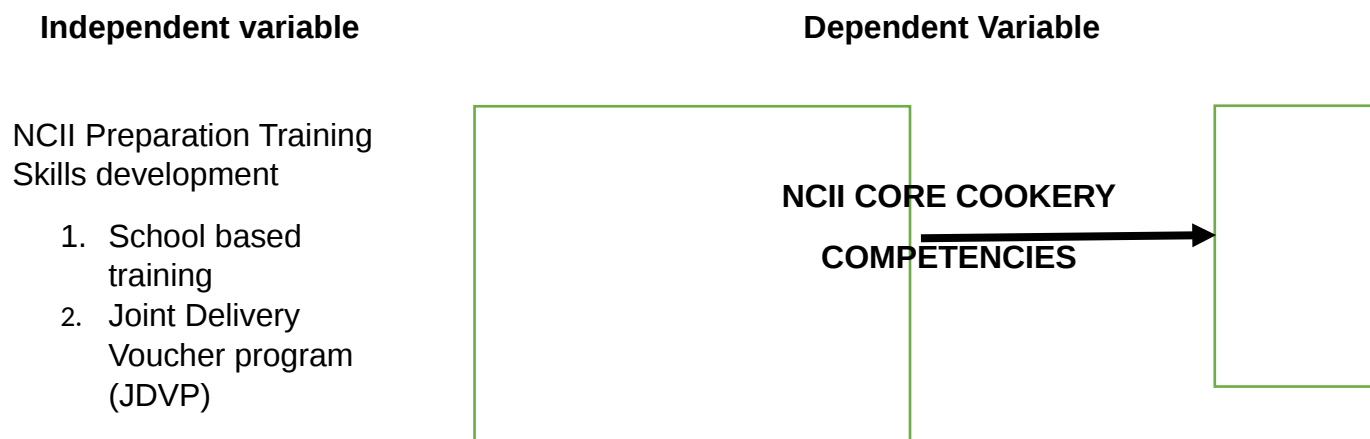 Independent variable
Dependent Variable
NCII Preparation Training
Skills development
1. School based
training
2. Joint Delivery
Voucher program
(JDVP)
NCII CORE COOKERY
COMPETENCIES